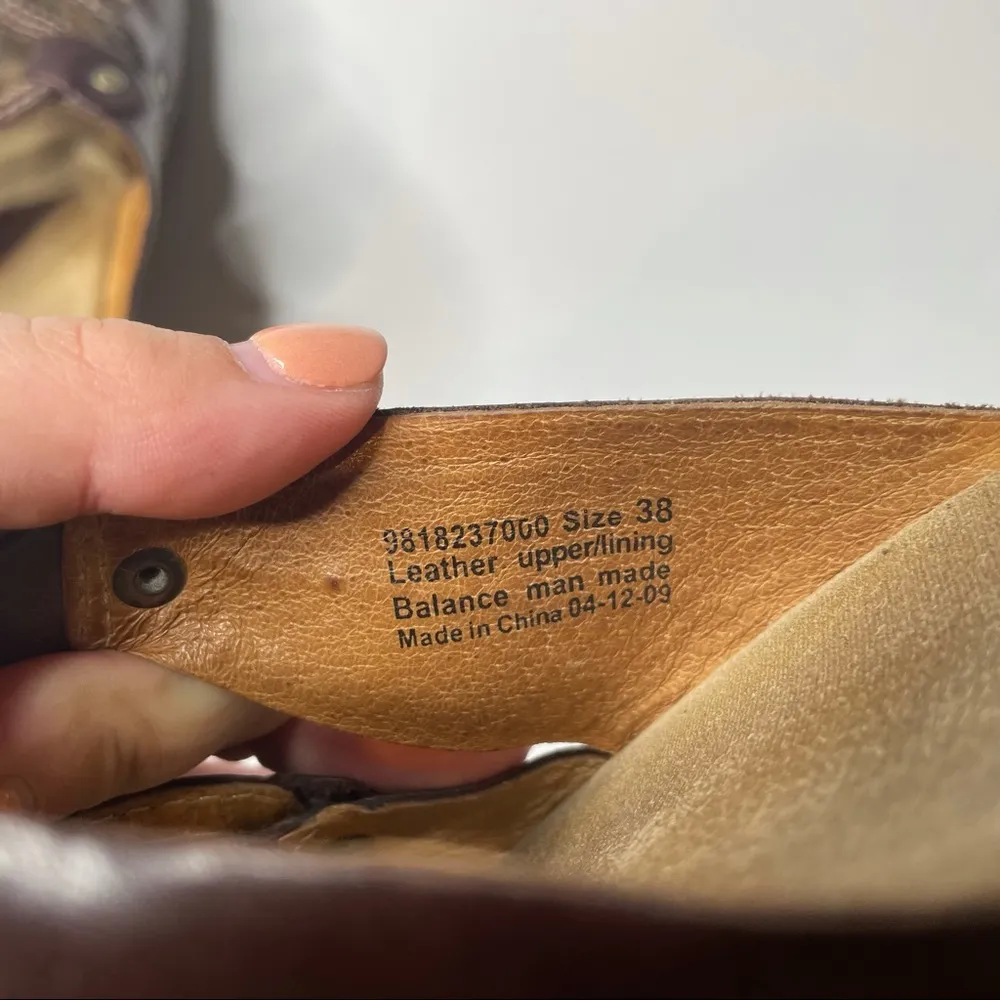 9818237000 Size 38
Leather upper/lining
Balance man made
Made in China 04-12-09